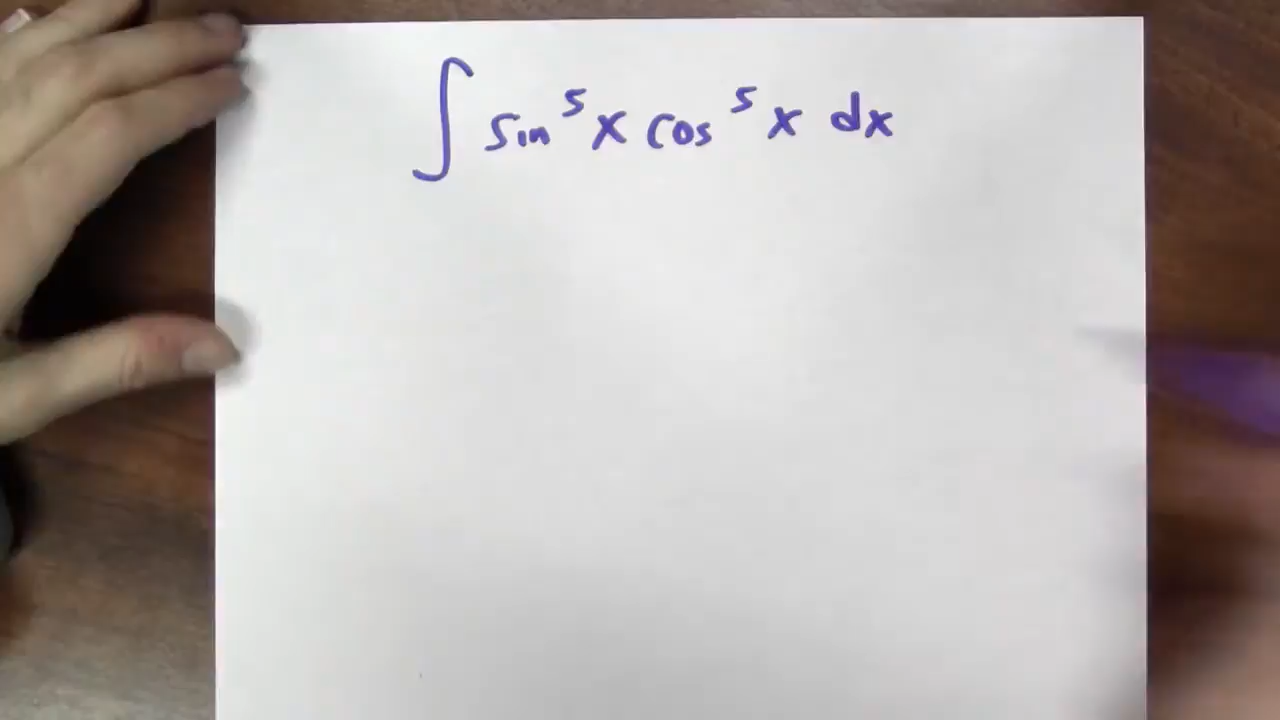 ∫ sin⁵x cos⁵x dx